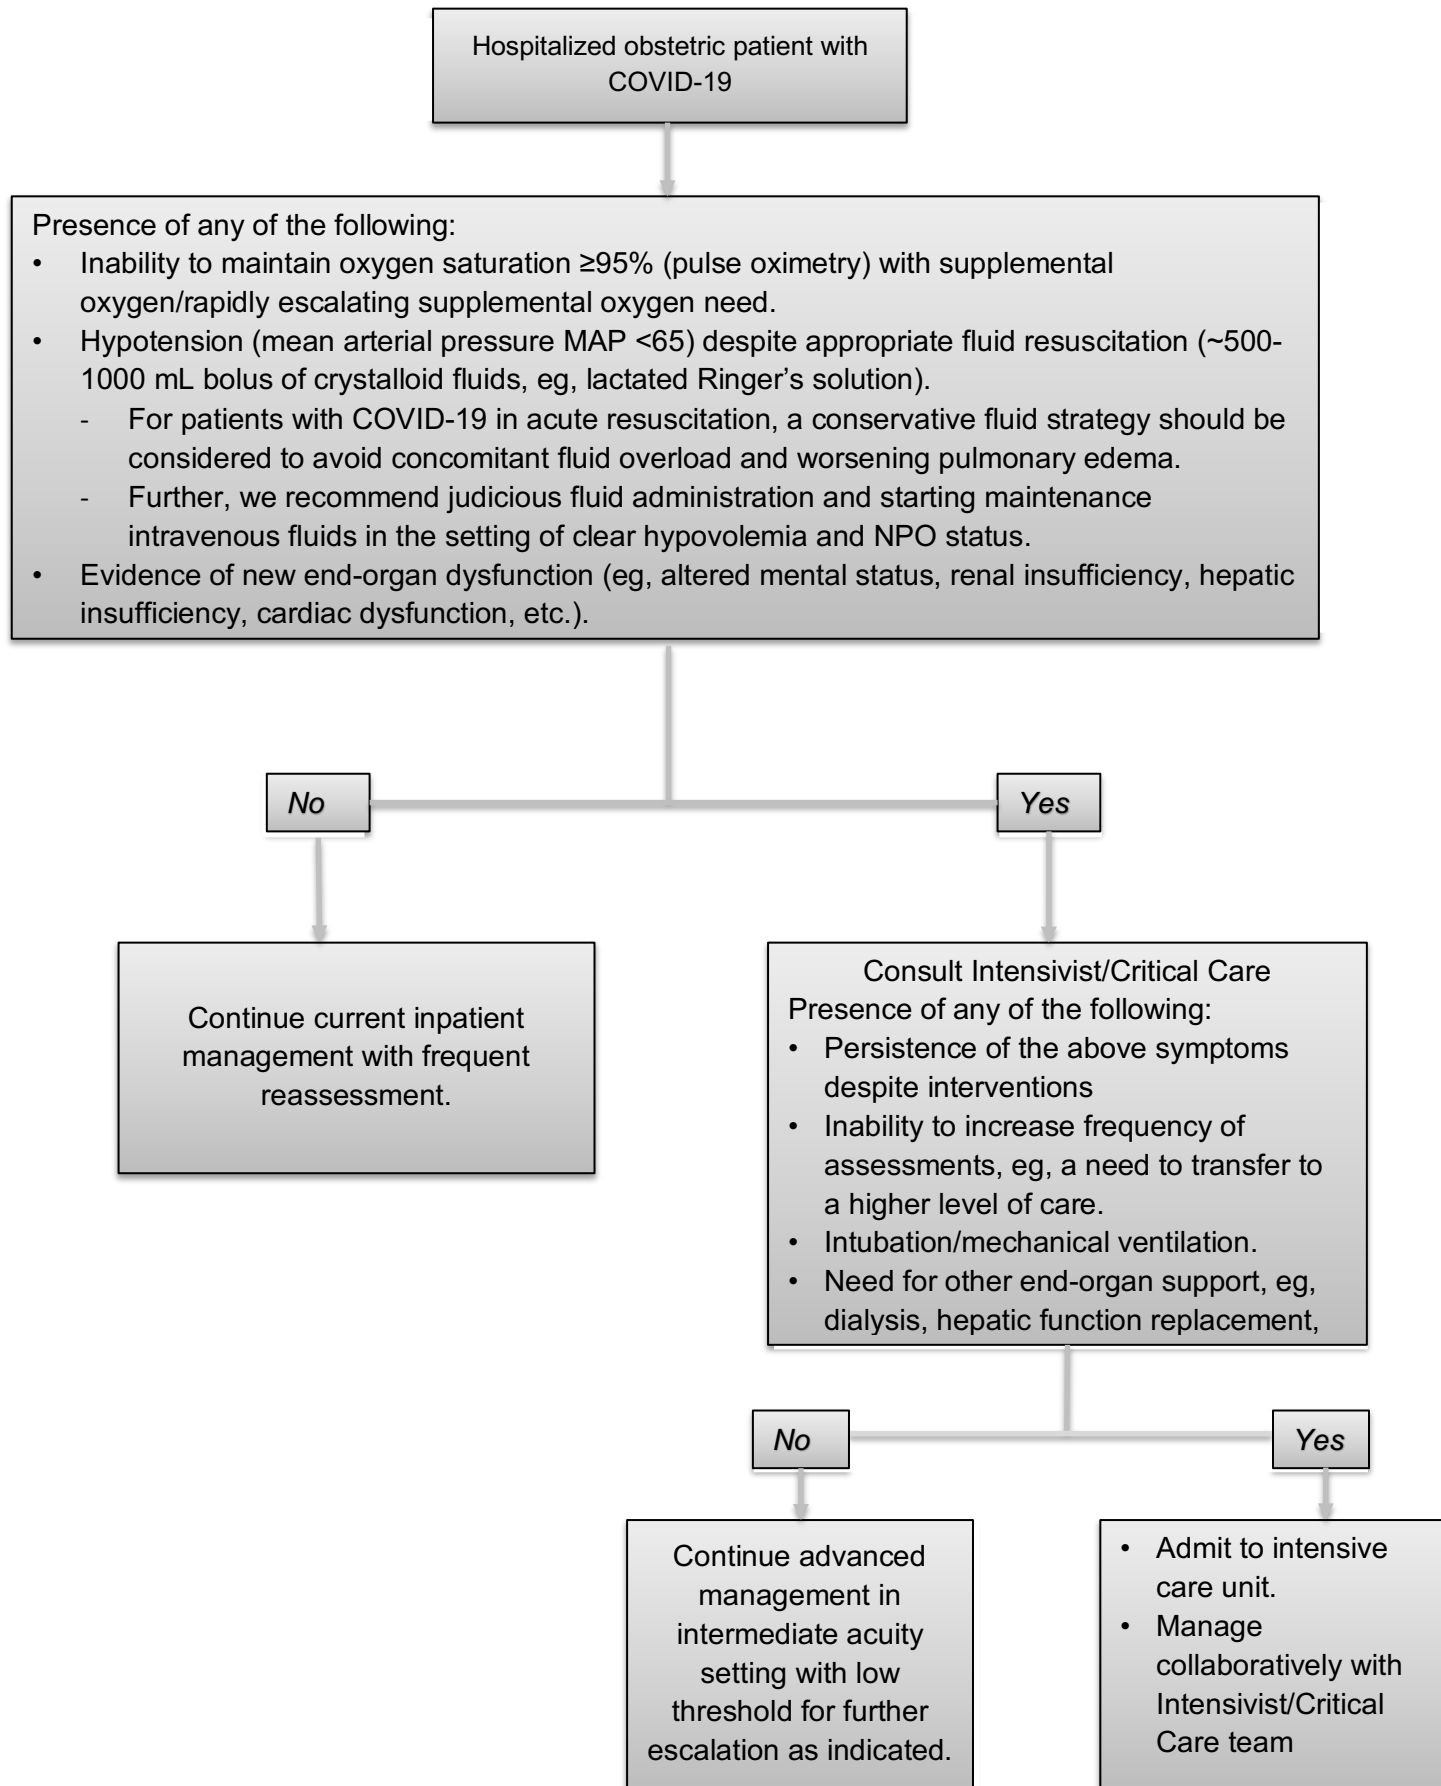 Hospitalized obstetric patient with
COVID-19
Presence of any of the following:
• Inability to maintain oxygen saturation ≥95% (pulse oximetry) with supplemental
oxygen/rapidly escalating supplemental oxygen need.
• Hypotension (mean arterial pressure MAP <65) despite appropriate fluid resuscitation (~500-
1000 mL bolus of crystalloid fluids, eg, lactated Ringer’s solution).
- For patients with COVID-19 in acute resuscitation, a conservative fluid strategy should be
considered to avoid concomitant fluid overload and worsening pulmonary edema.
- Further, we recommend judicious fluid administration and starting maintenance
intravenous fluids in the setting of clear hypovolemia and NPO status.
• Evidence of new end-organ dysfunction (eg, altered mental status, renal insufficiency, hepatic
insufficiency, cardiac dysfunction, etc.).
No
Yes
Continue current inpatient
management with frequent
reassessment.
Consult Intensivist/Critical Care
Presence of any of the following:
• Persistence of the above symptoms
despite interventions
• Inability to increase frequency of
assessments, eg, a need to transfer to
a higher level of care.
• Intubation/mechanical ventilation.
• Need for other end-organ support, eg,
dialysis, hepatic function replacement,
No
Yes
Continue advanced
management in
intermediate acuity
setting with low
threshold for further
escalation as indicated.
• Admit to intensive
care unit.
• Manage
collaboratively with
Intensivist/Critical
Care team